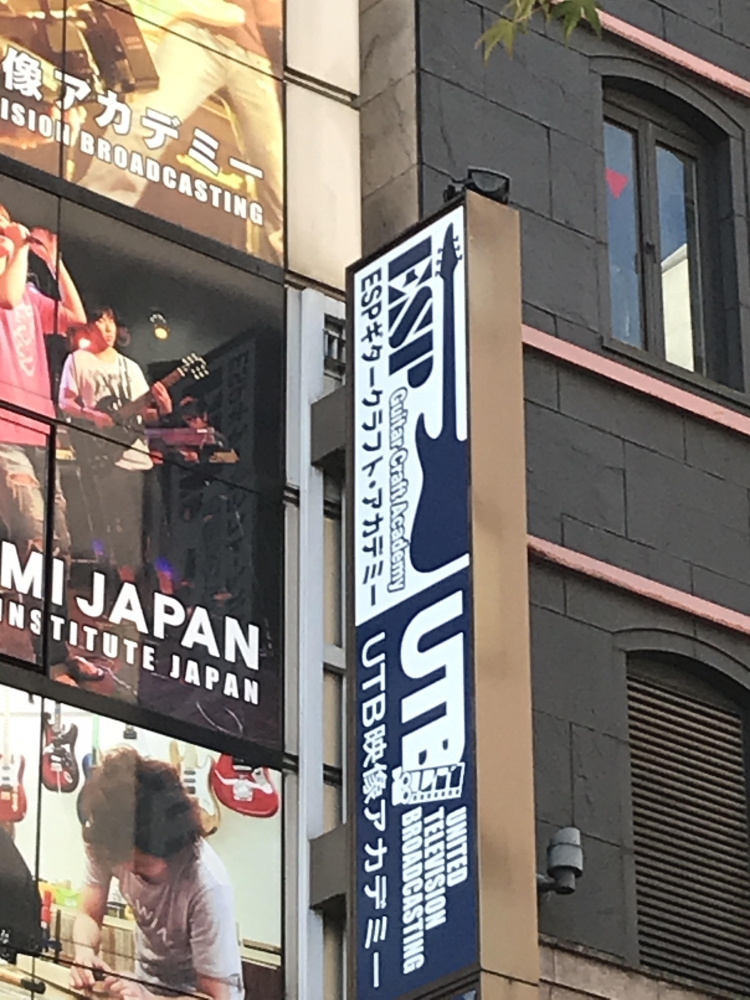 像アカデミー
ISION BROADCASTING
MI JAPAN
INSTITUTE JAPAN
ESP
Guitar Craft Academy
ESPギタークラフト・アカデミー
UTB
UNITED
TELEVISION
BROADCASTING
UTB映像アカデミー